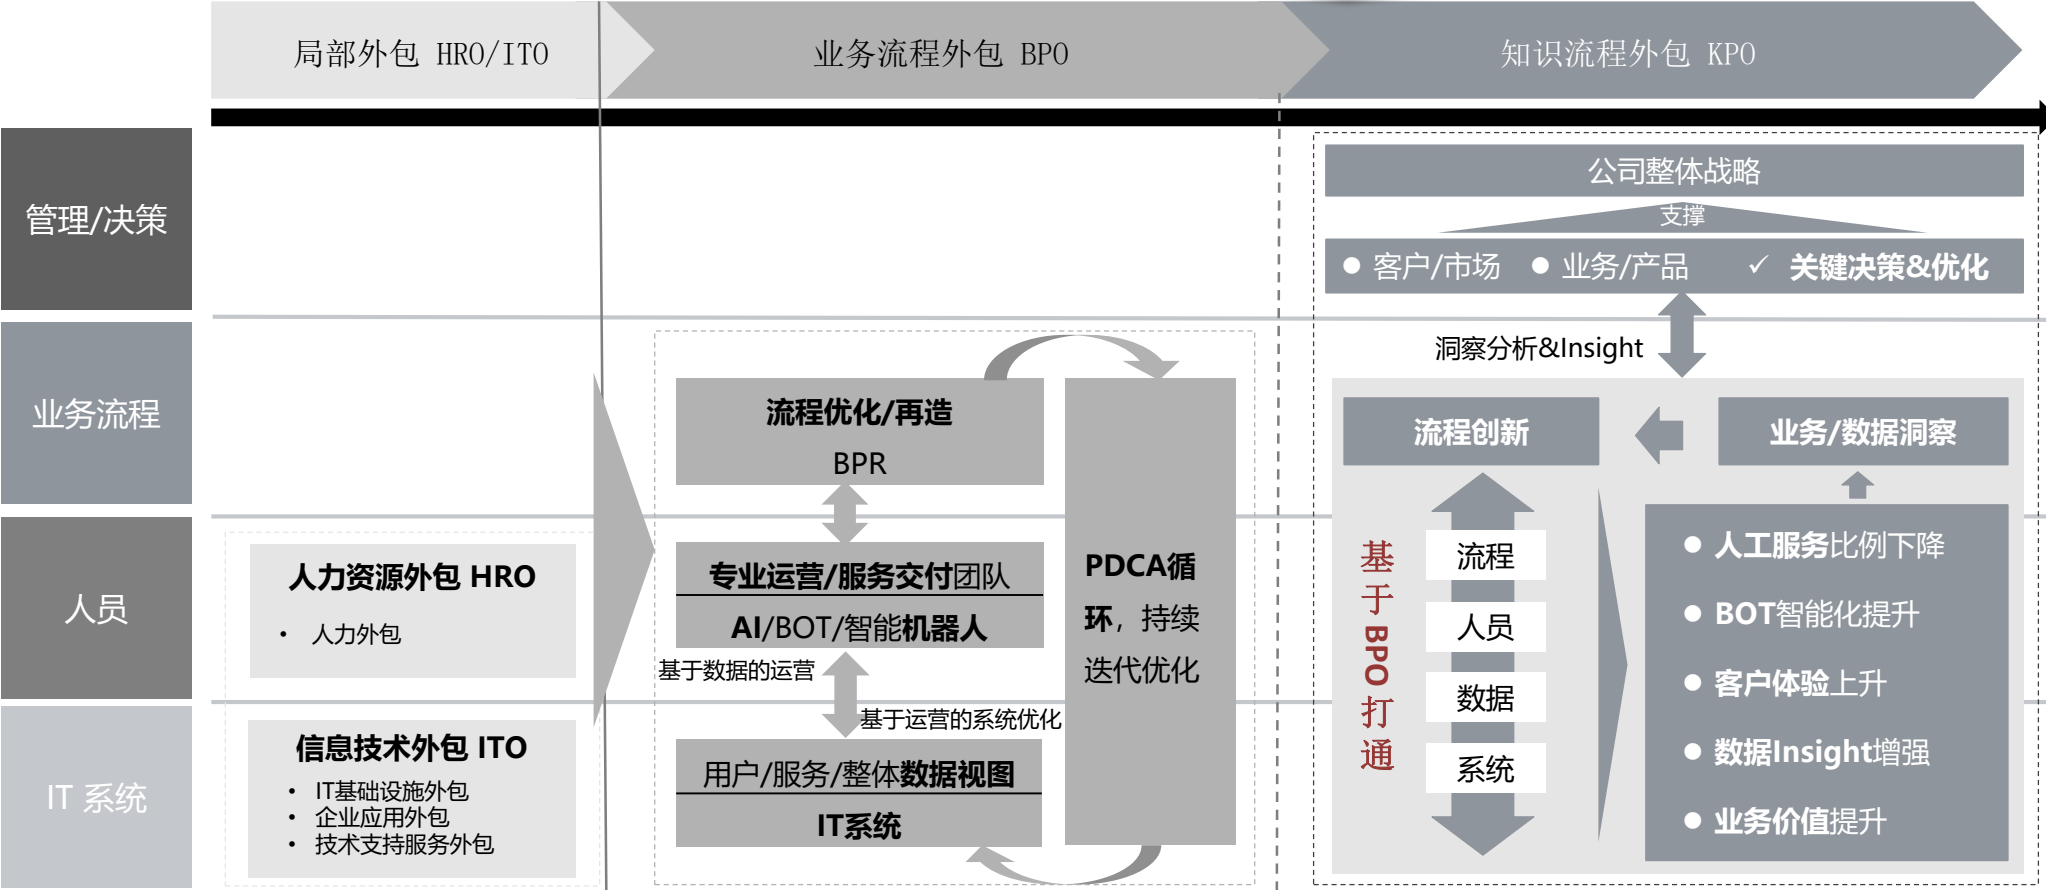 局部外包 HRO/ITO
业务流程外包 BPO
知识流程外包 KPO
管理/决策
公司整体战略
支撑
● 客户/市场 ● 业务/产品 ✓ 关键决策&优化
洞察分析&Insight
业务流程
流程优化/再造
BPR
流程创新
业务/数据洞察
人员
人力资源外包 HRO
• 人力外包
专业运营/服务交付团队
AI/BOT/智能机器人
基于数据的运营
基于运营的系统优化
PDCA循
环，持续
迭代优化
基于BPO打通
流程
人员
数据
系统
● 人工服务比例下降
● BOT智能化提升
● 客户体验上升
● 数据Insight增强
● 业务价值提升
IT 系统
信息技术外包 ITO
• IT基础设施外包
• 企业应用外包
• 技术支持服务外包
用户/服务/整体数据视图
IT系统